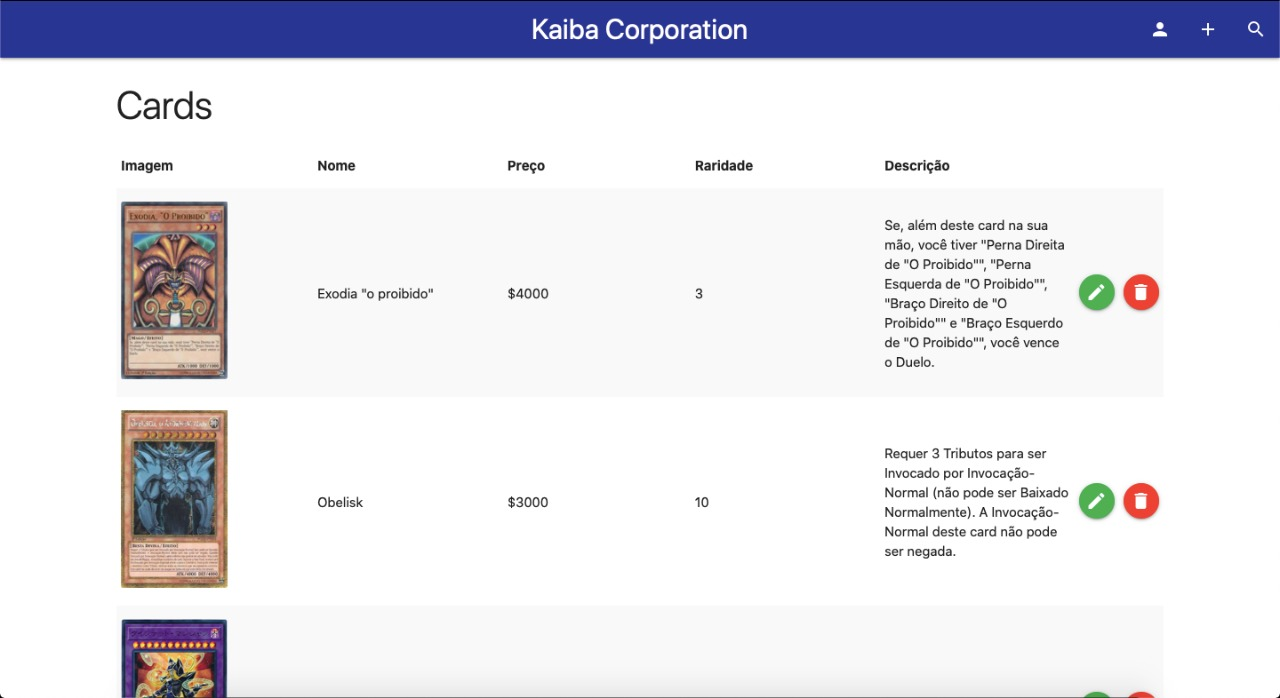 Kaiba Corporation
Cards
Imagem Nome Preço Raridade Descrição
EXODIA, "O PROIBIDO"
Exodia "o proibido"
$4000
3
Se, além deste card na sua
mão, você tiver "Perna Direita
de "O Proibido"", "Perna
Esquerda de "O Proibido"",
"Braço Direito de "O
Proibido"" e "Braço Esquerdo
de "O Proibido"", você vence
o Duelo.
Obelisk
$3000
10
Requer 3 Tributos para ser
Invocado por Invocação-
Normal (não pode ser Baixado
Normalmente). A Invocação-
Normal deste card não pode
ser negada.